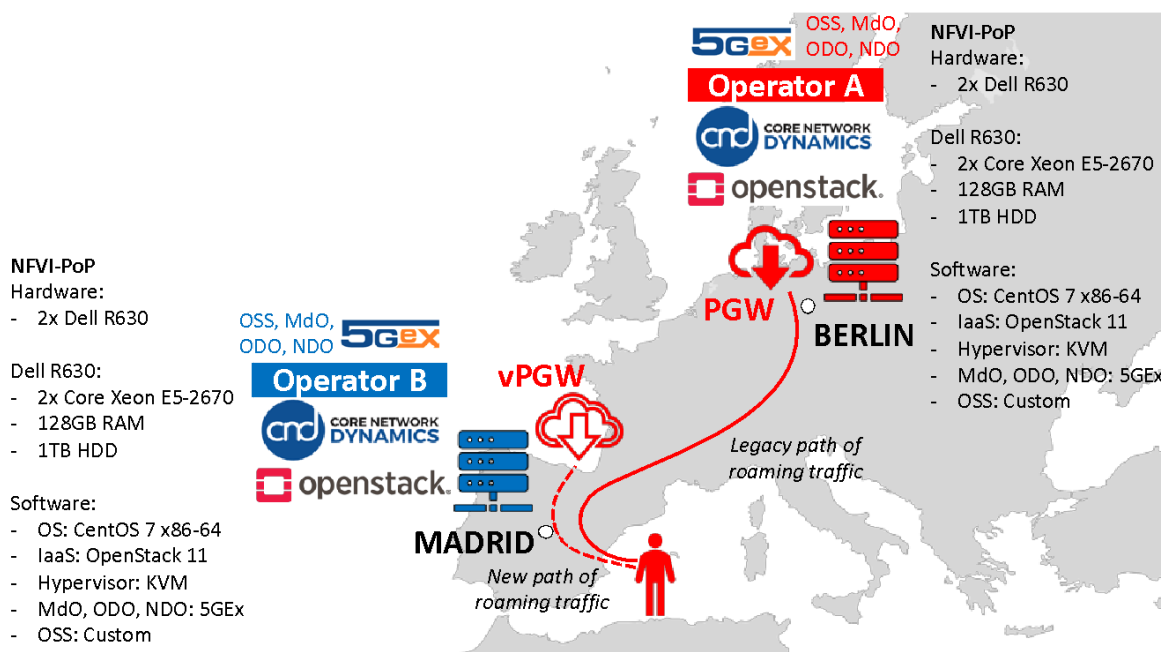 5GEX
OSS, MdO,
ODO, NDO
Operator A
cnd CORE NETWORK
DYNAMICS
openstack.
NFVI-PoP
Hardware:
- 2x Dell R630
Dell R630:
- 2x Core Xeon E5-2670
- 128GB RAM
- 1TB HDD
Software:
- OS: CentOS 7 x86-64
- IaaS: OpenStack 11
- Hypervisor: KVM
- MdO, ODO, NDO: 5GEx
- OSS: Custom
PGW
BERLIN
Legacy path of
roaming traffic
NFVI-PoP
Hardware:
- 2x Dell R630
Dell R630:
- 2x Core Xeon E5-2670
- 128GB RAM
- 1TB HDD
Software:
- OS: CentOS 7 x86-64
- IaaS: OpenStack 11
- Hypervisor: KVM
- MdO, ODO, NDO: 5GEx
- OSS: Custom
OSS, MdO,
ODO, NDO
5GEX
Operator B
cnd CORE NETWORK
DYNAMICS
openstack.
vPGW
MADRID
New path of
roaming traffic